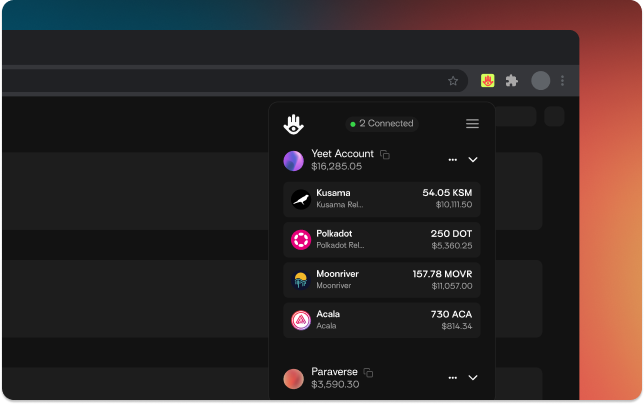 2 Connected
Yeet Account
$16,285.05
Kusama 54.05 KSM
Kusama Rel... $10,111.50
Polkadot 250 DOT
Polkadot Rel... $5,360.25
Moonriver 157.78 MOVR
Moonriver $11,057.00
Acala 730 ACA
Acala $814.34
Paraverse
$3,590.30